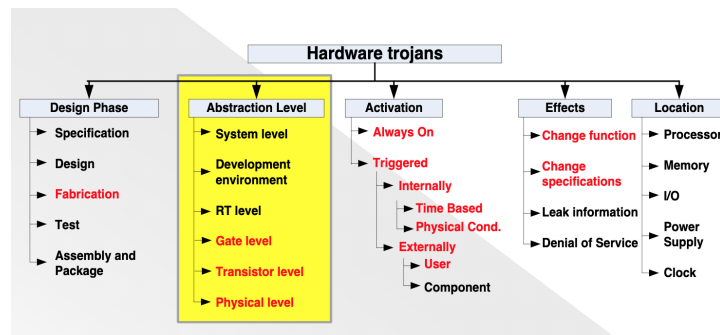 Hardware trojans
Design Phase
Specification
Design
Fabrication
Test
Assembly and
Package
Abstraction Level
System level
Development
environment
RT level
Gate level
Transistor level
Physical level
Activation
Always On
Triggered
Internally
Time Based
Physical Cond.
Externally
User
Component
Effects
Change function
Change
specifications
Leak information
Denial of Service
Location
Processor
Memory
I/O
Power
Supply
Clock